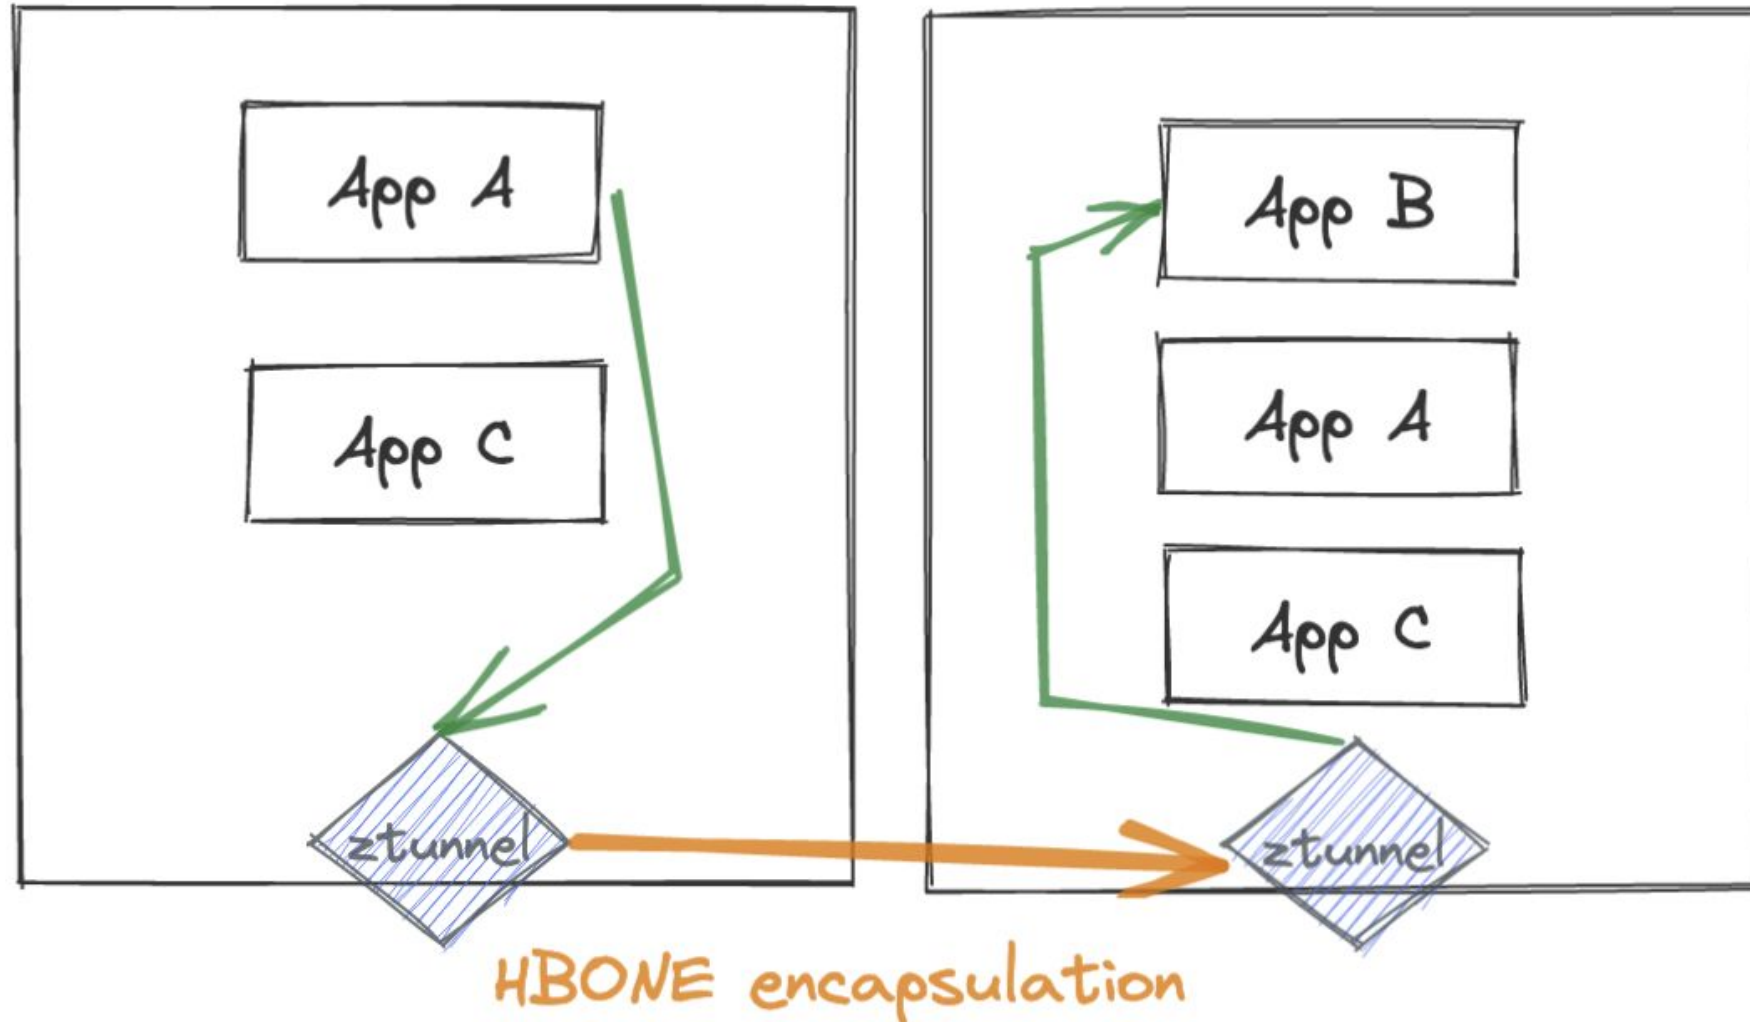 App A
App C
ztunnel
App B
App A
App C
ztunnel
HBONE encapsulation